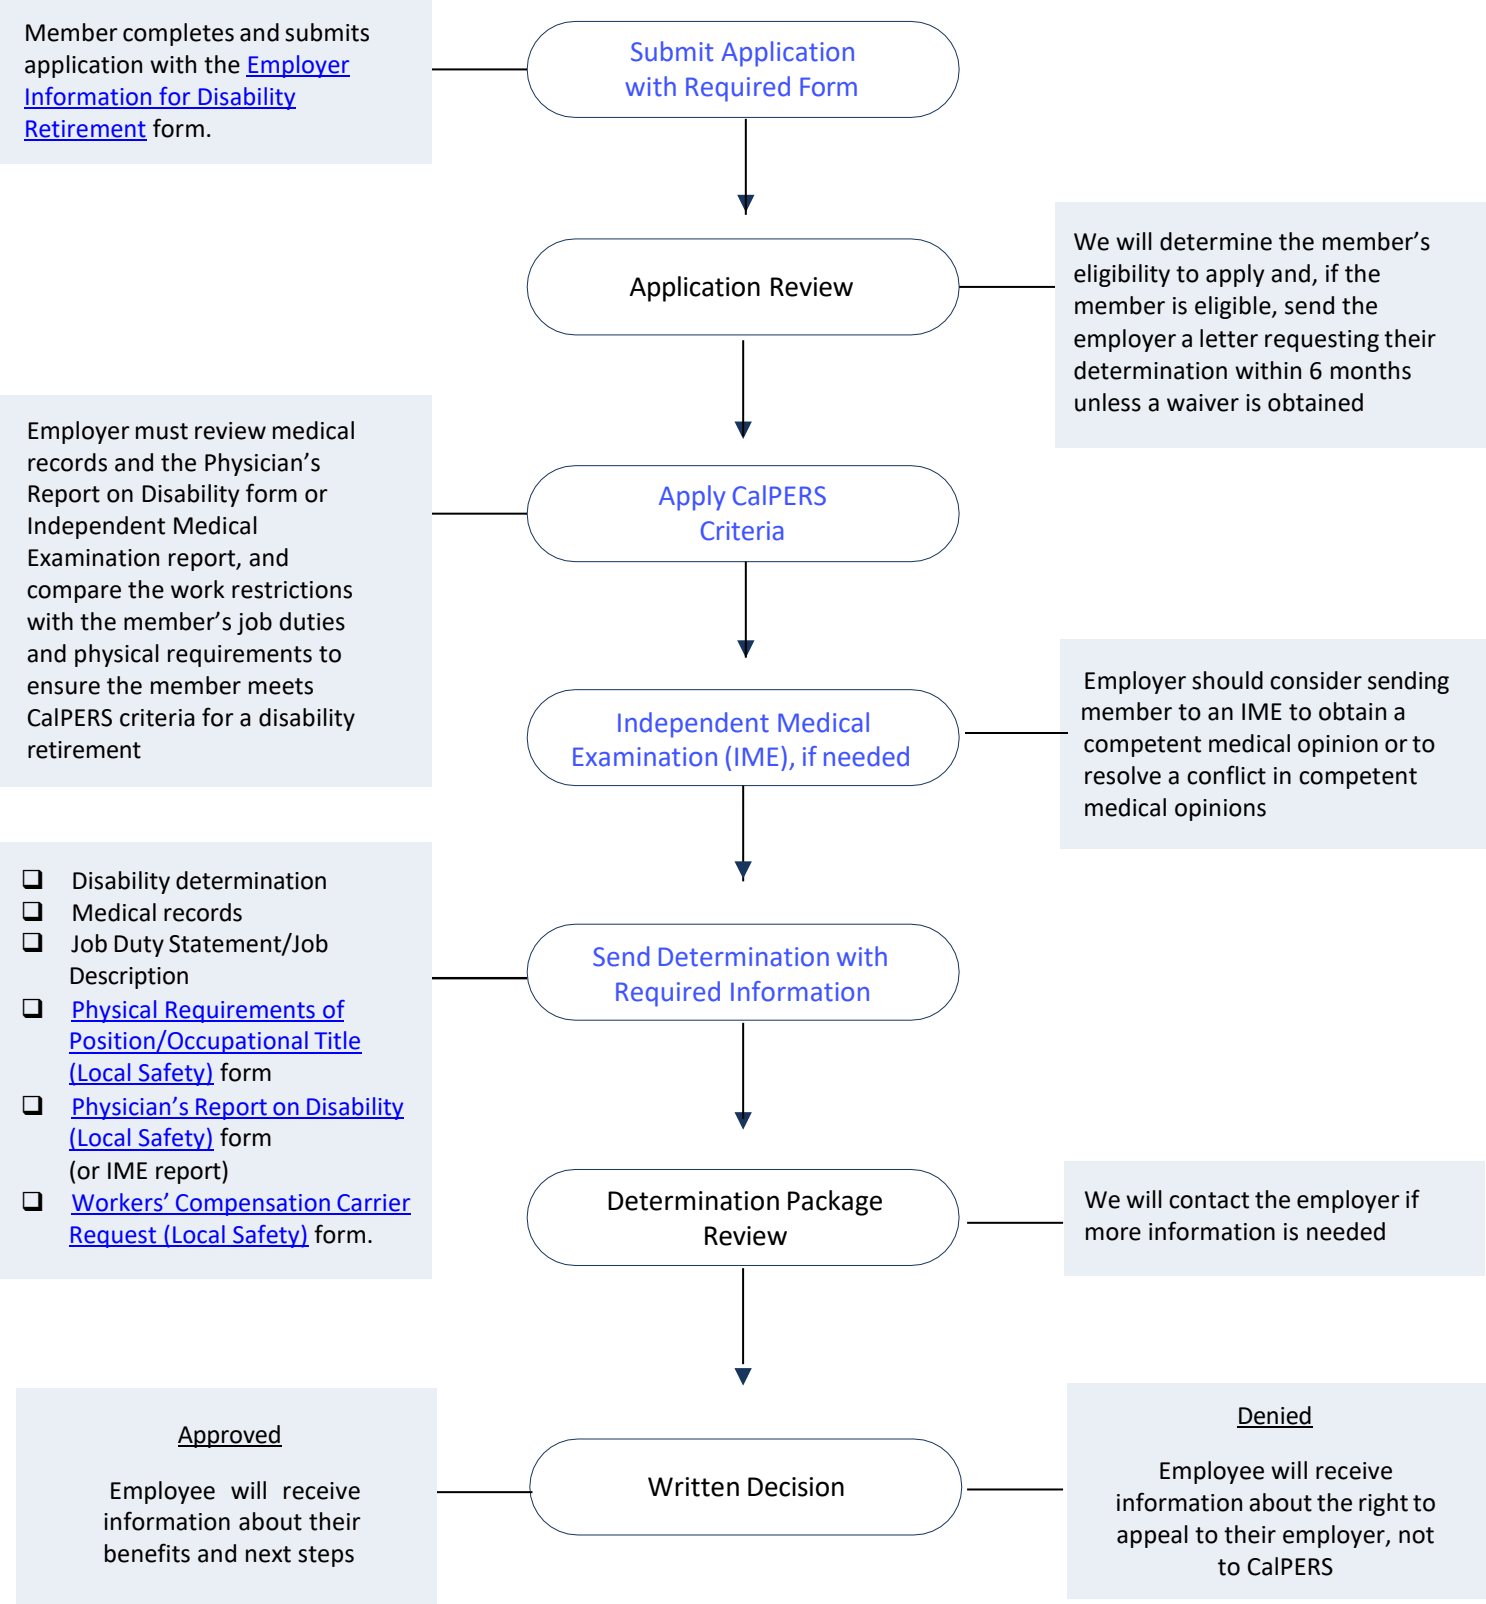 Member completes and submits
application with the Employer
Information for Disability
Retirement form.
Submit Application
with Required Form
Application Review
We will determine the member’s
eligibility to apply and, if the
member is eligible, send the
employer a letter requesting their
determination within 6 months
unless a waiver is obtained
Employer must review medical
records and the Physician’s
Report on Disability form or
Independent Medical
Examination report, and
compare the work restrictions
with the member’s job duties
and physical requirements to
ensure the member meets
CalPERS criteria for a disability
retirement
Apply CalPERS
Criteria
Independent Medical
Examination (IME), if needed
Employer should consider sending
member to an IME to obtain a
competent medical opinion or to
resolve a conflict in competent
medical opinions
❑ Disability determination
❑ Medical records
❑ Job Duty Statement/Job
Description
❑ Physical Requirements of
Position/Occupational Title
(Local Safety) form
❑ Physician’s Report on Disability
(Local Safety) form
(or IME report)
❑ Workers’ Compensation Carrier
Request (Local Safety) form.
Send Determination with
Required Information
Determination Package
Review
We will contact the employer if
more information is needed
Approved
Employee will receive
information about their
benefits and next steps
Written Decision
Denied
Employee will receive
information about the right to
appeal to their employer, not
to CalPERS